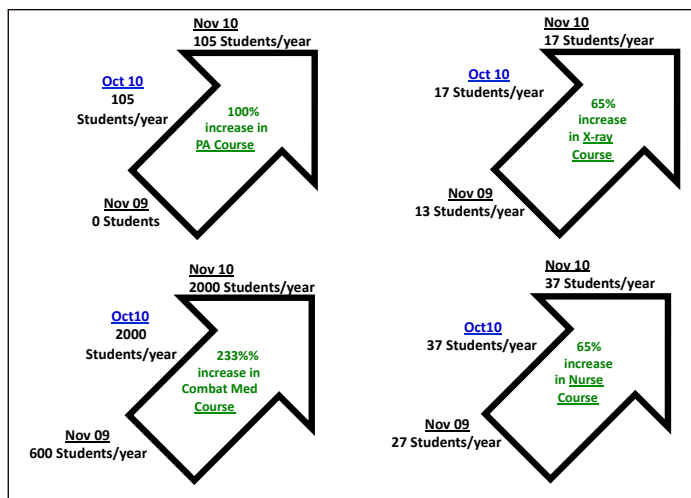 Nov 10
105 Students/year
Oct 10
105
Students/year
100%
increase in
PA Course
Nov 09
0 Students
Nov 10
17 Students/year
Oct 10
17 Students/year
65%
increase
in X-ray
Course
Nov 09
13 Students/year
Nov 10
2000 Students/year
Oct10
2000
Students/year
233%%
increase in
Combat Med
Course
Nov 09
600 Students/year
Nov 10
37 Students/year
Oct10
37 Students/year
65%
increase
in Nurse
Course
Nov 09
27 Students/year